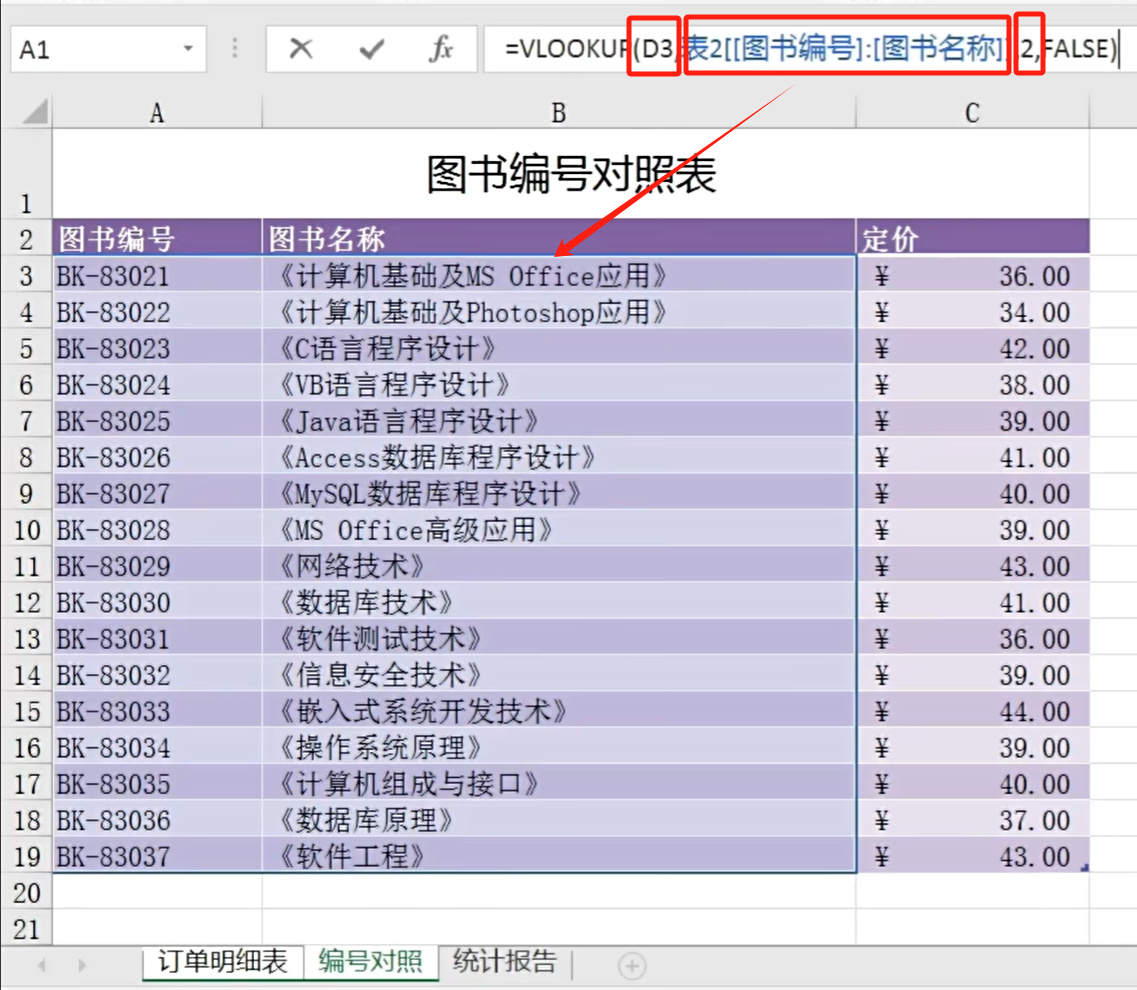 A1 =VLOOKUP(D3,表2[[图书编号]:[图书名称]],2,FALSE)
A B C
1 图书编号对照表
2 图书编号 图书名称 定价
3 BK-83021 《计算机基础及MS Office应用》 ¥ 36.00
4 BK-83022 《计算机基础及Photoshop应用》 ¥ 34.00
5 BK-83023 《C语言程序设计》 ¥ 42.00
6 BK-83024 《VB语言程序设计》 ¥ 38.00
7 BK-83025 《Java语言程序设计》 ¥ 39.00
8 BK-83026 《Access数据库程序设计》 ¥ 41.00
9 BK-83027 《MySQL数据库程序设计》 ¥ 40.00
10 BK-83028 《MS Office高级应用》 ¥ 39.00
11 BK-83029 《网络技术》 ¥ 43.00
12 BK-83030 《数据库技术》 ¥ 41.00
13 BK-83031 《软件测试技术》 ¥ 36.00
14 BK-83032 《信息安全技术》 ¥ 39.00
15 BK-83033 《嵌入式系统开发技术》 ¥ 44.00
16 BK-83034 《操作系统原理》 ¥ 39.00
17 BK-83035 《计算机组成与接口》 ¥ 40.00
18 BK-83036 《数据库原理》 ¥ 37.00
19 BK-83037 《软件工程》 ¥ 43.00
20
21
订单明细表 编号对照 统计报告